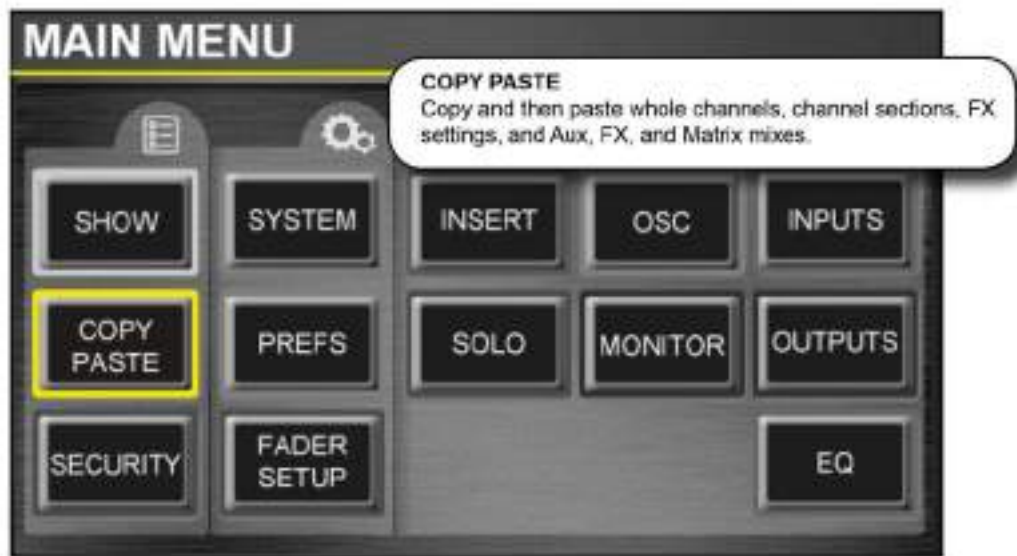 MAIN MENU
COPY PASTE
Copy and then paste whole channels, channel sections, FX
settings, and Aux, FX, and Matrix mixes.
SHOW
SYSTEM
INSERT
OSC
INPUTS
COPY
PASTE
PREFS
SOLO
MONITOR
OUTPUTS
SECURITY
FADER
SETUP
EQ